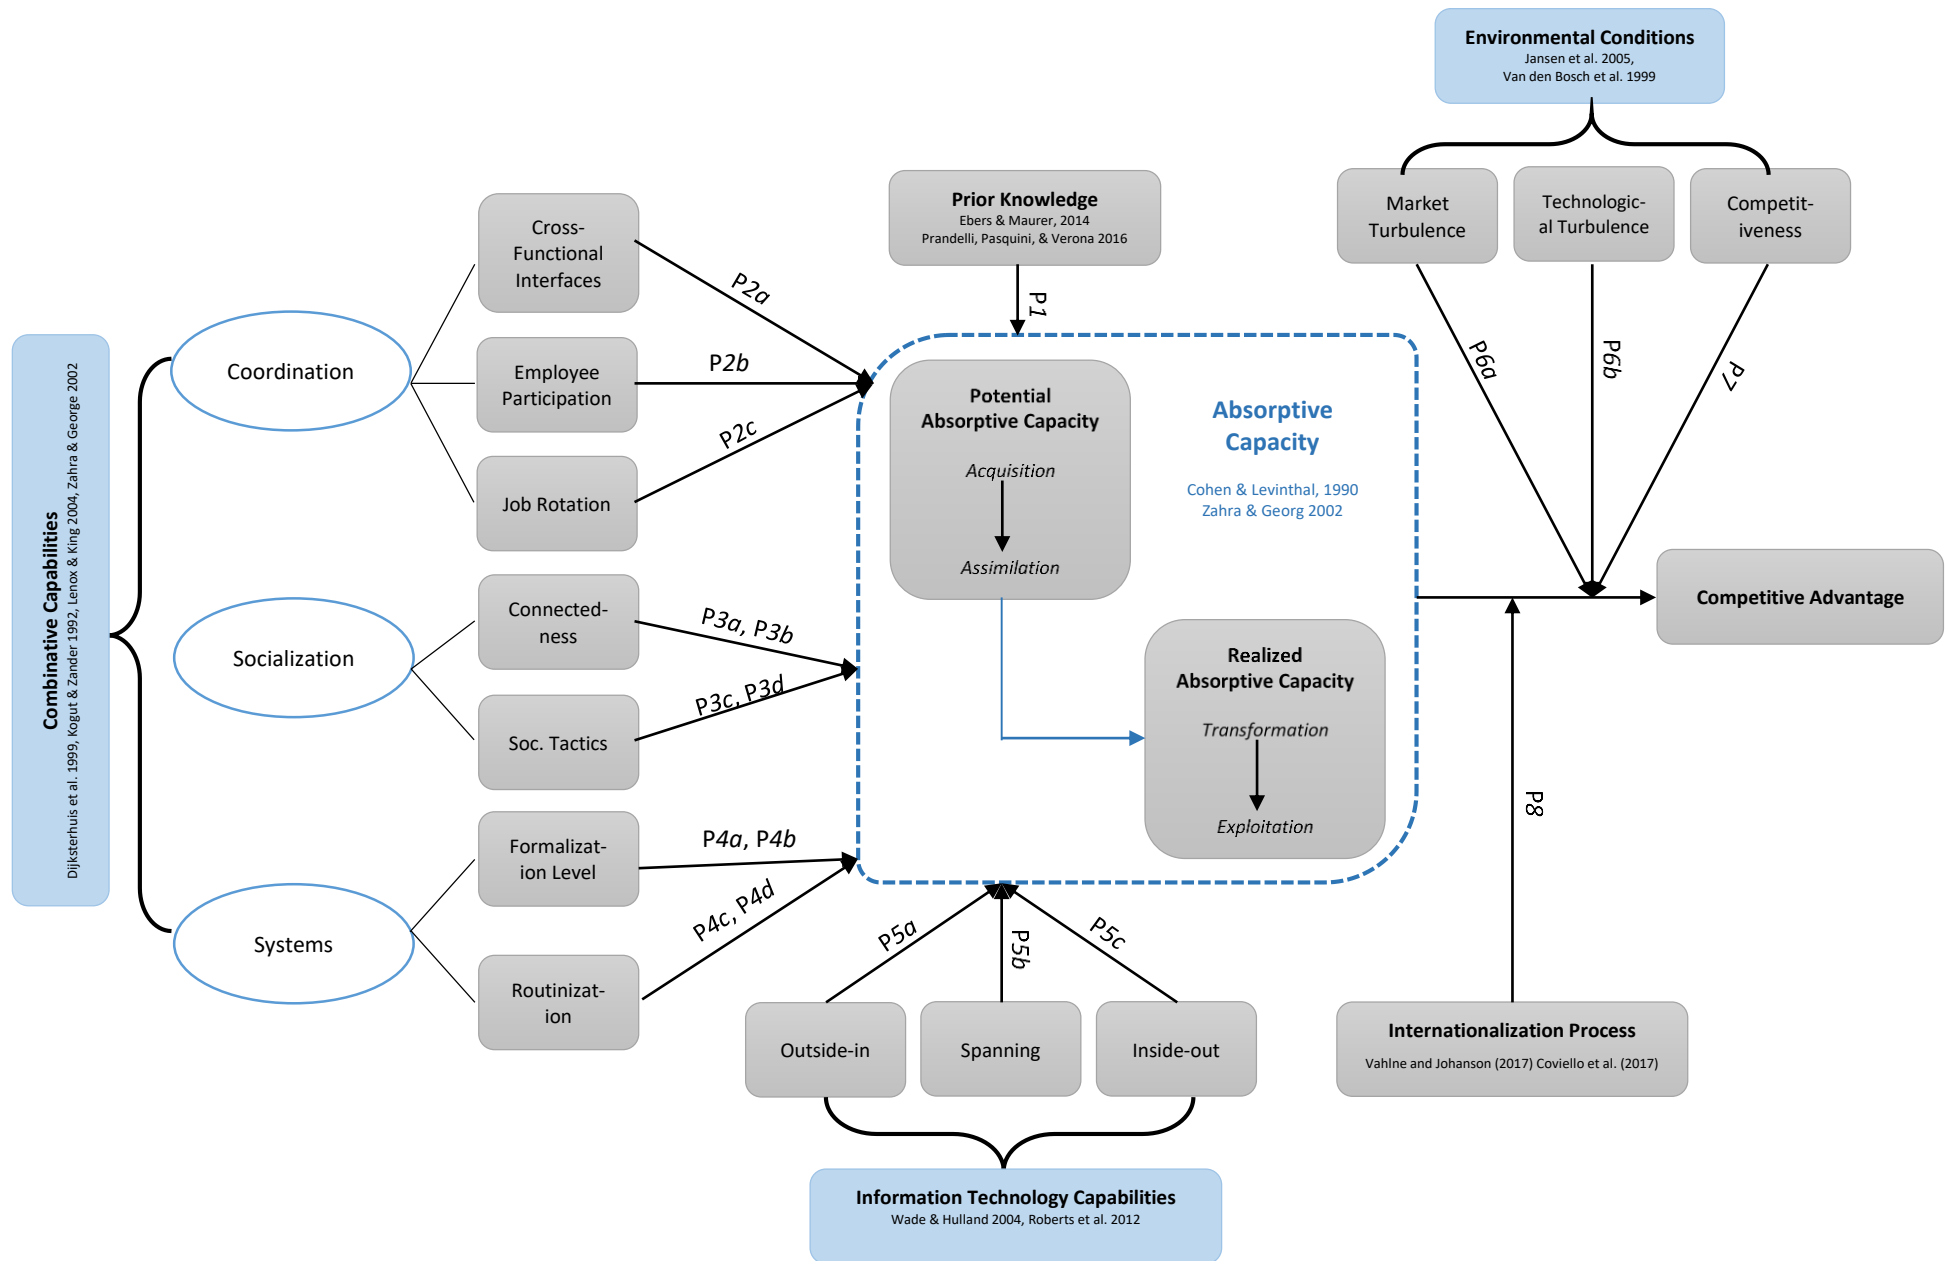 Environmental Conditions
Jansen et al. 2005,
Van den Bosch et al. 1999
Market
Turbulence
Technologic-
al Turbulence
Competit-
iveness
P6a
P6b
P7
Prior Knowledge
Ebers & Maurer, 2014
Prandelli, Pasquini, & Verona 2016
P1
Combinative Capabilities
Dijksterhuis et al. 1999, Kogut & Zander 1992, Lenox & King 2004, Zahra & George 2002
Coordination
Cross-
Functional
Interfaces
Employee
Participation
Job Rotation
P2a
P2b
P2c
Socialization
Connected-
ness
Soc. Tactics
P3a, P3b
P3c, P3d
Systems
Formalizat-
ion Level
Routinizat-
ion
P4a, P4b
P4c, P4d
Potential
Absorptive Capacity
Acquisition
Assimilation
Absorptive
Capacity
Cohen & Levinthal, 1990
Zahra & Georg 2002
Realized
Absorptive Capacity
Transformation
Exploitation
Competitive Advantage
P8
Internationalization Process
Vahlne and Johanson (2017) Coviello et al. (2017)
P5a
P5b
P5c
Outside-in
Spanning
Inside-out
Information Technology Capabilities
Wade & Hulland 2004, Roberts et al. 2012